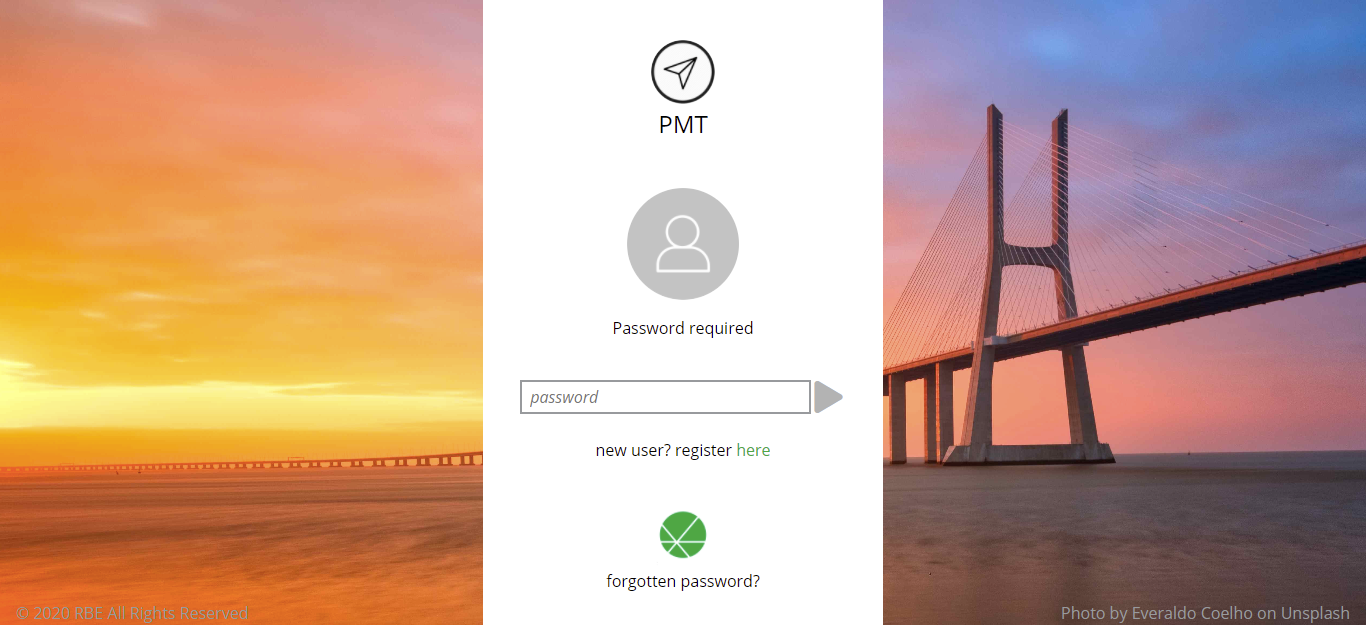 PMT
Password required
password
new user? register here
forgotten password?
© 2020 RBE All Rights Reserved
Photo by Everaldo Coelho on Unsplash